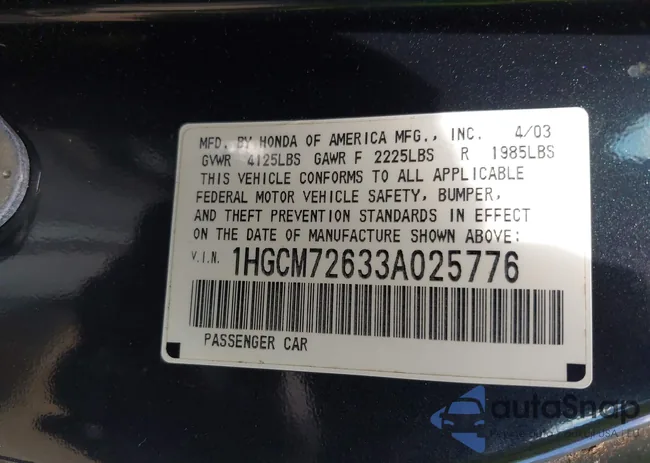 MFD. BY HONDA OF AMERICA MFG., INC. 4/03
GVWR 4125LBS GAWR F 2225LBS R 1985LBS
THIS VEHICLE CONFORMS TO ALL APPLICABLE
FEDERAL MOTOR VEHICLE SAFETY, BUMPER,
AND THEFT PREVENTION STANDARDS IN EFFECT
ON THE DATE OF MANUFACTURE SHOWN ABOVE:
V.I.N. 1HGCM72633A025776
PASSENGER CAR
autoSnap